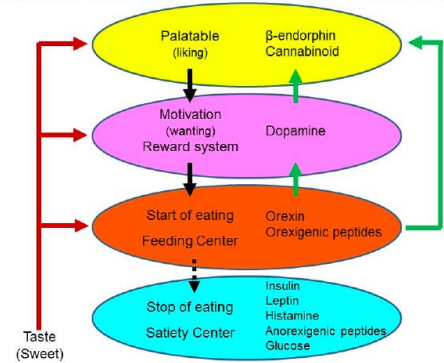 Palatable
(liking)
β-endorphin
Cannabinoid
Motivation
(wanting)
Reward system
Dopamine
Start of eating
Feeding Center
Orexin
Orexigenic peptides
Stop of eating
Satiety Center
Insulin
Leptin
Histamine
Anorexigenic peptides
Glucose
Taste
(Sweet)